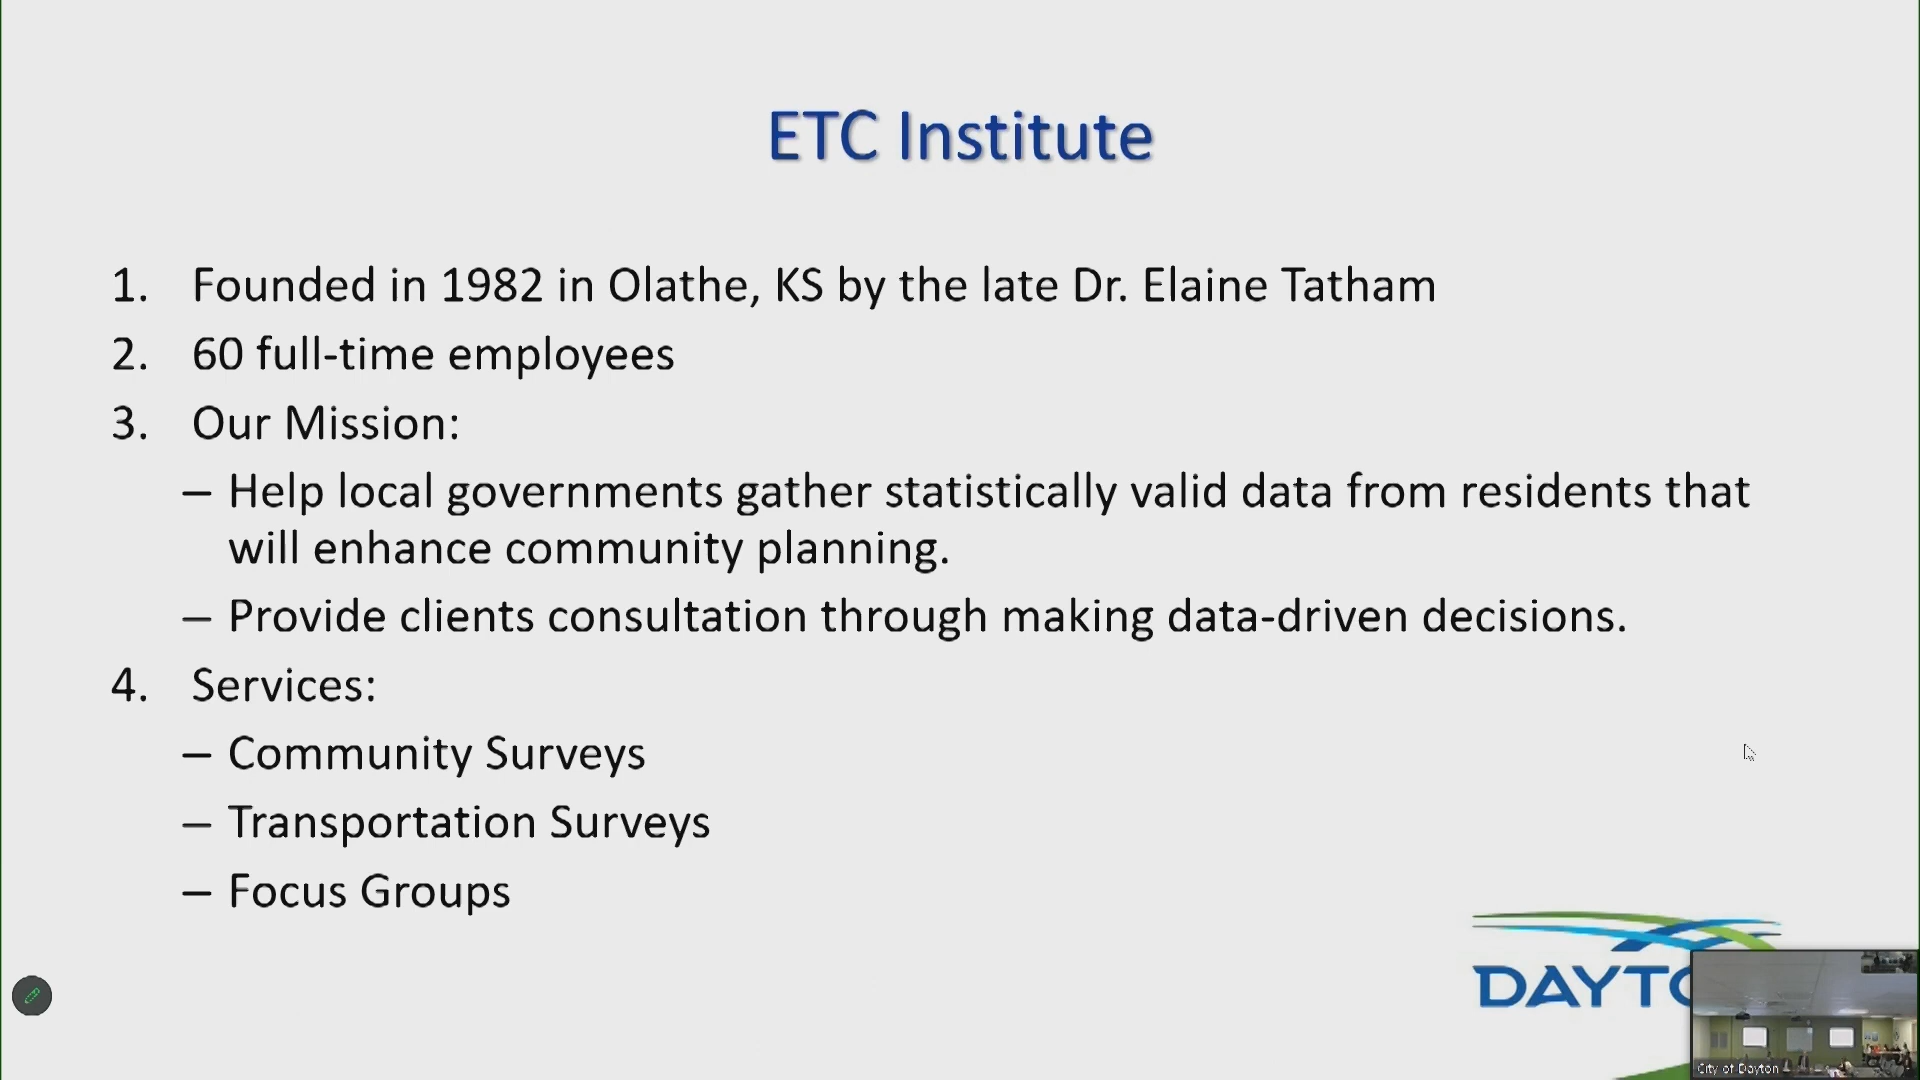 ETC Institute
1. Founded in 1982 in Olathe, KS by the late Dr. Elaine Tatham
2. 60 full-time employees
3. Our Mission:
– Help local governments gather statistically valid data from residents that
will enhance community planning.
– Provide clients consultation through making data-driven decisions.
4. Services:
– Community Surveys
– Transportation Surveys
– Focus Groups
DAYTO
City of Dayton